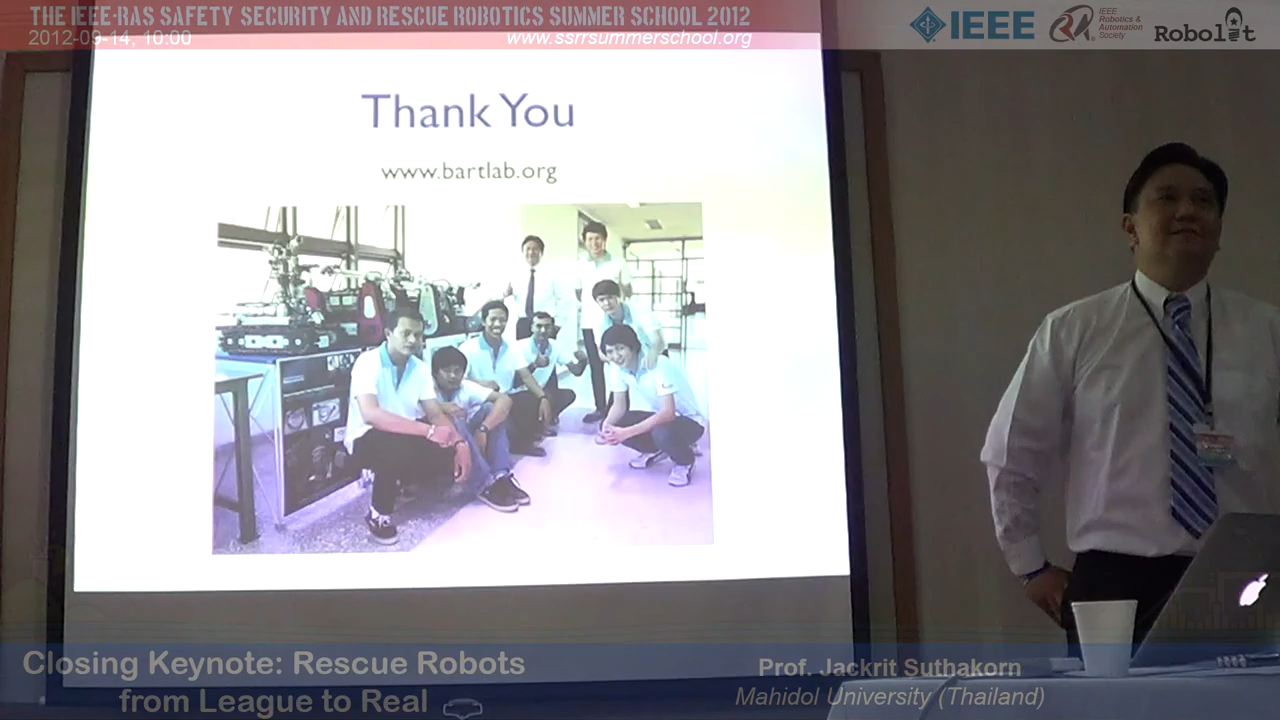 THE IEEE-RAS SAFETY SECURITY AND RESCUE ROBOTICS SUMMER SCHOOL 2012
2012-09-14, 10:00
www.ssrrsummerschool.org
IEEE
IEEE
Robotics &
Automation
Society
Robolit
Thank You
www.bartlab.org
Closing Keynote: Rescue Robots
from League to Real
Prof. Jackrit Suthakorn
Mahidol University (Thailand)